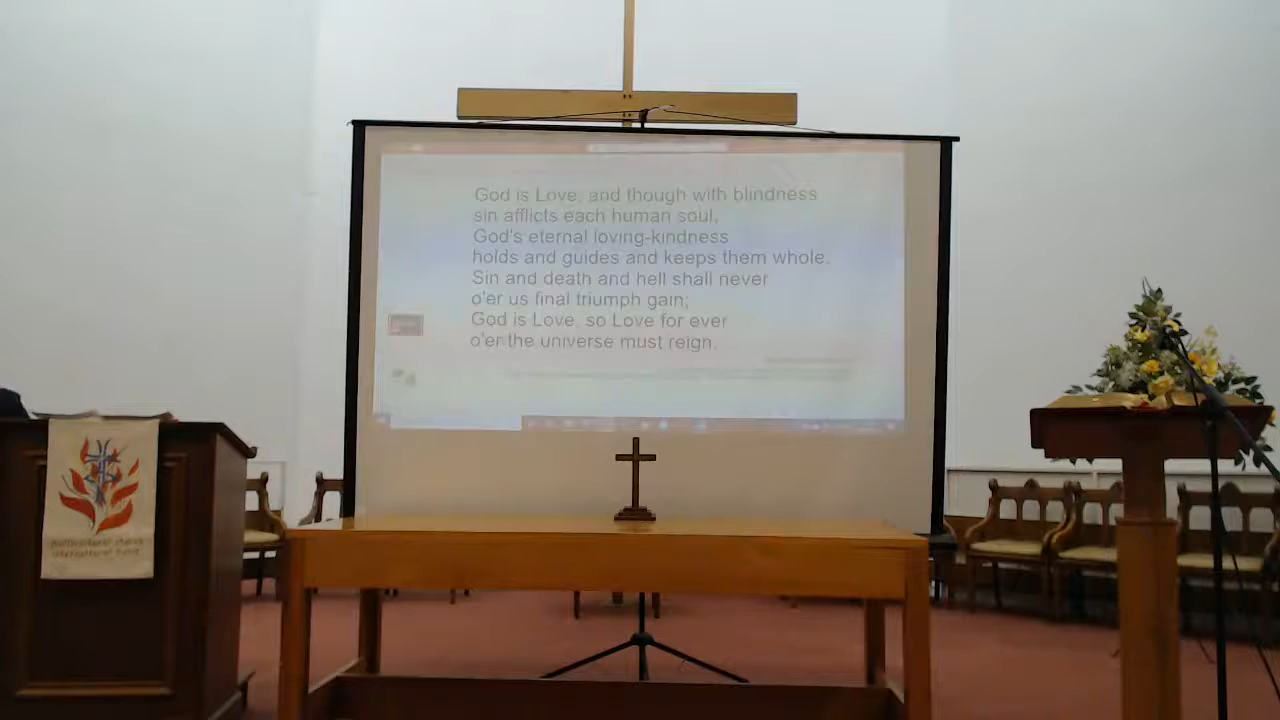 God is Love, and though with blindness
sin afflicts each human soul,
God's eternal loving-kindness
holds and guides and keeps them whole.
Sin and death and hell shall never
o'er us final triumph gain;
God is Love, so Love for ever
o'er the universe must reign.